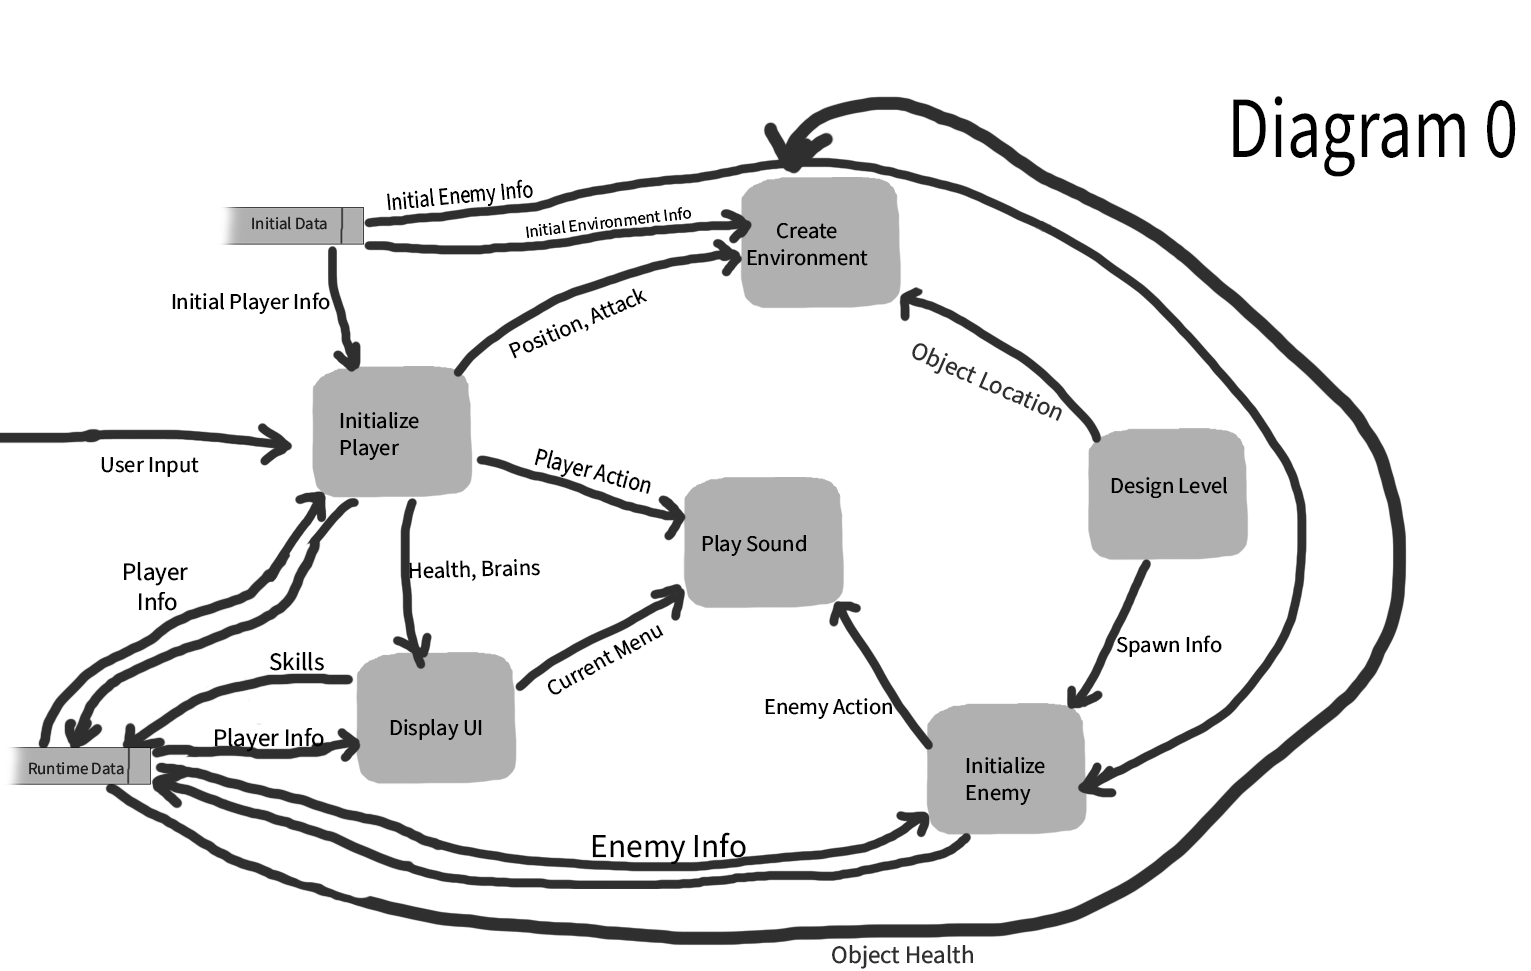 Diagram 0
Initial Enemy Info
Initial Data
Initial Environment Info
Create
Environment
Initial Player Info
Position, Attack
Object Location
Initialize
Player
User Input
Player Action
Design Level
Play Sound
Player
Info
Health, Brains
Spawn Info
Skills
Current Menu
Enemy Action
Display UI
Player Info
Runtime Data
Initialize
Enemy
Enemy Info
Object Health